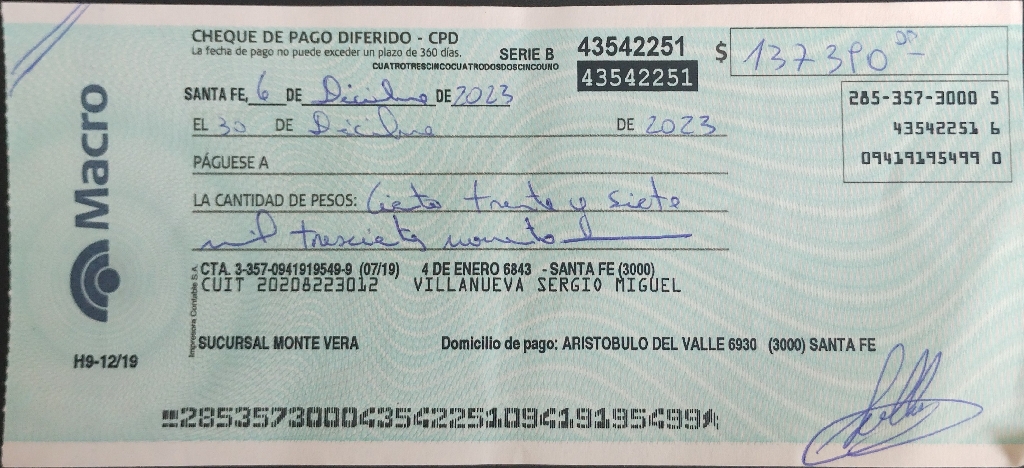 CHEQUE DE PAGO DIFERIDO - CPD
La fecha de pago no puede exceder un plazo de 360 días.
SERIE B 43542251
CUATROTRESCINCOCUATRODOSDOSCINCOUNO
43542251
$ 137390 00
SANTA FE, 6 DE Diciembre DE 2023
285-357-3000 5
43542251 6
09419195499 0
EL 30 DE Diciembre DE 2023
PÁGUESE A
LA CANTIDAD DE PESOS: Ciento treinta y siete
mil trescientos noventa
CTA. 3-357-0941919549-9 (07/19) 4 DE ENERO 6843 - SANTA FE (3000)
CUIT 20208223012 VILLANUEVA SERGIO MIGUEL
SUCURSAL MONTE VERA Domicilio de pago: ARISTOBULO DEL VALLE 6930 (3000) SANTA FE
Macro
H9-12/19
Impresora Contable S.A.
28535730004354225109419195499